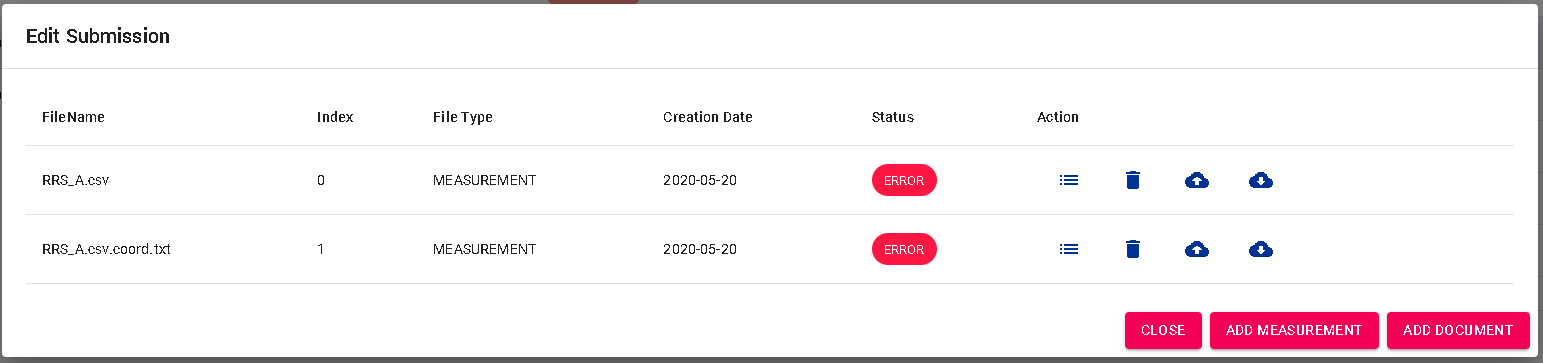 Edit Submission
FileName Index File Type Creation Date Status Action
RRS_A.csv 0 MEASUREMENT 2020-05-20 ERROR
RRS_A.csv.coord.txt 1 MEASUREMENT 2020-05-20 ERROR
CLOSE ADD MEASUREMENT ADD DOCUMENT